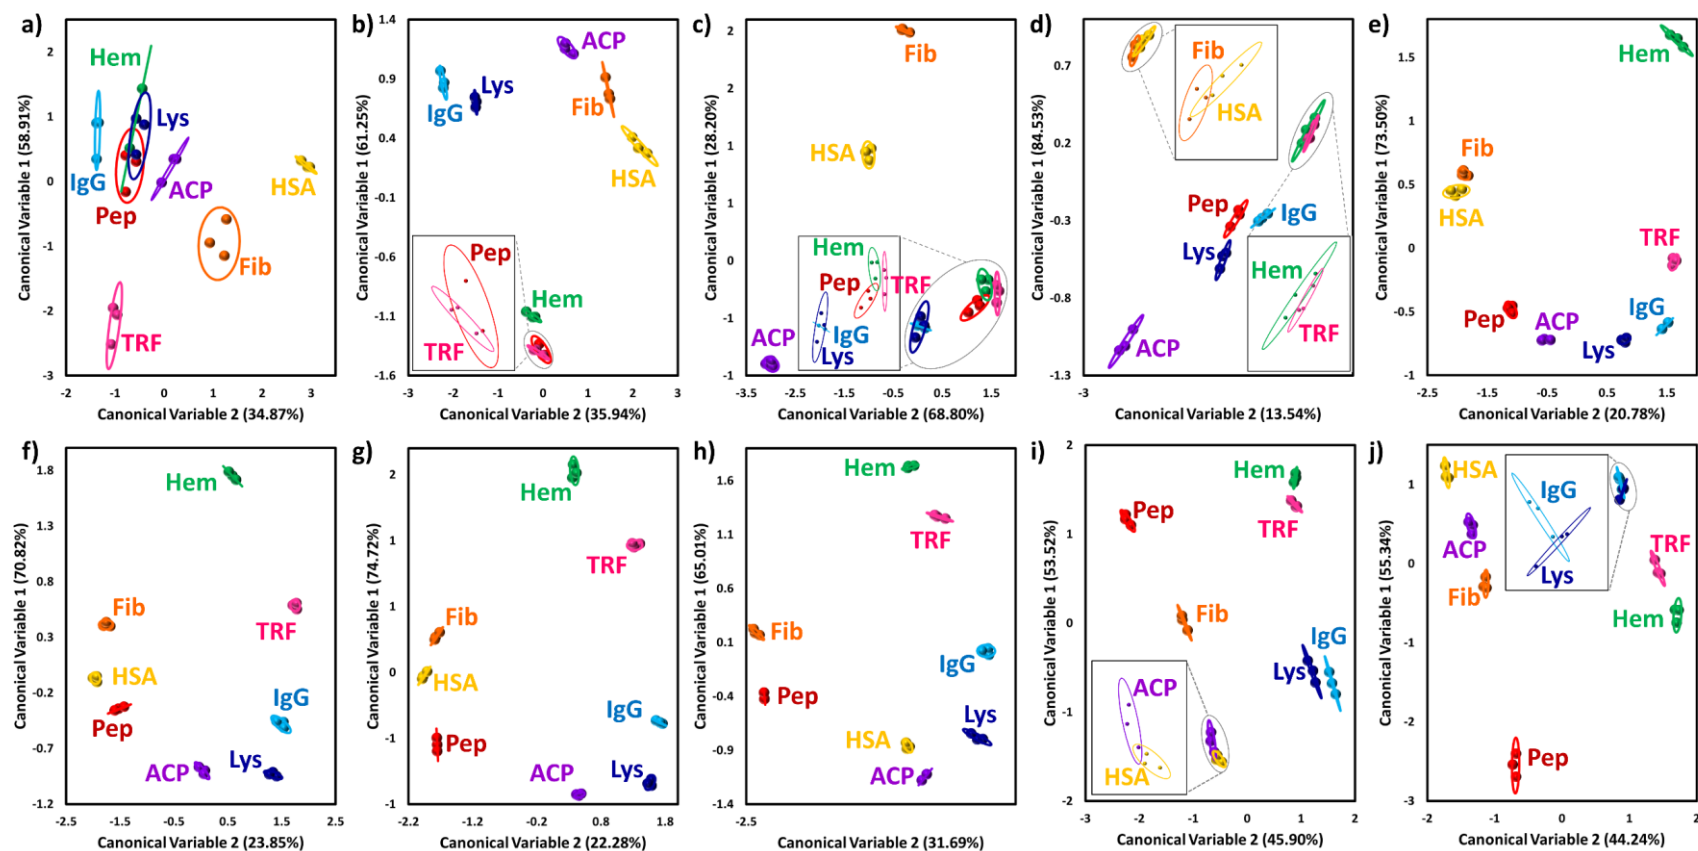 a)
Canonical Variable 1 (58.91%)
2
1
0
-1
-2
-3
Hem
Lys
IgG
Pep
ACP
HSA
Fib
TRF
-2 -1 0 1 2 3
Canonical Variable 2 (34.87%)
b)
Canonical Variable 1 (61.25%)
1.4
0.9
0.4
-0.1
-0.6
-1.1
-1.6
ACP
IgG
Lys
Fib
HSA
Pep
TRF
Hem
-3 -2 -1 0 1 2 3
Canonical Variable 2 (35.94%)
c)
Canonical Variable 1 (28.20%)
2
1
1
0
-1
-1
Fib
HSA
Hem
Pep
TRF
IgG
Lys
ACP
-3.5 -2.5 -1.5 -0.5 0.5 1.5
Canonical Variable 2 (68.80%)
d)
Canonical Variable 1 (84.53%)
0.7
0.2
-0.3
-0.8
-1.3
Fib
HSA
Pep
IgG
Lys
Hem
TRF
ACP
-3 -2 -1 0 1 2
Canonical Variable 2 (13.54%)
e)
Canonical Variable 1 (73.50%)
1.5
1
0.5
0
-0.5
-1
Hem
Fib
HSA
TRF
Pep
ACP
Lys
IgG
-2.5 -1.5 -0.5 0.5 1.5
Canonical Variable 2 (20.78%)
f)
Canonical Variable 1 (70.82%)
1.8
1.3
0.8
0.3
-0.2
-0.7
-1.2
Hem
Fib
TRF
HSA
Pep
IgG
ACP
Lys
-2.5 -1.5 -0.5 0.5 1.5 2.5
Canonical Variable 2 (23.85%)
g)
Canonical Variable 1 (74.72%)
2
1
1
0
-1
-1
Hem
TRF
Fib
HSA
Pep
IgG
ACP
Lys
-2.2 -1.2 -0.2 0.8 1.8
Canonical Variable 2 (22.28%)
h)
Canonical Variable 1 (65.01%)
1.6
1.1
0.6
0.1
-0.4
-0.9
-1.4
Hem
TRF
Fib
IgG
Pep
Lys
HSA
ACP
-2.5
Canonical Variable 2 (31.69%)
i)
Canonical Variable 1 (53.52%)
2
1
0
-1
-2
Hem
Pep
TRF
Fib
IgG
Lys
ACP
HSA
-3 -2 -1 0 1 2
Canonical Variable 2 (45.90%)
j)
Canonical Variable 1 (55.34%)
1
0
-1
-2
-3
HSA
IgG
ACP
Lys
TRF
Fib
Hem
Pep
-2 -1 0 1 2
Canonical Variable 2 (44.24%)